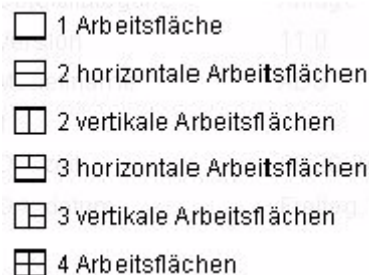 1 Arbeitsfläche
2 horizontale Arbeitsflächen
2 vertikale Arbeitsflächen
3 horizontale Arbeitsflächen
3 vertikale Arbeitsflächen
4 Arbeitsflächen